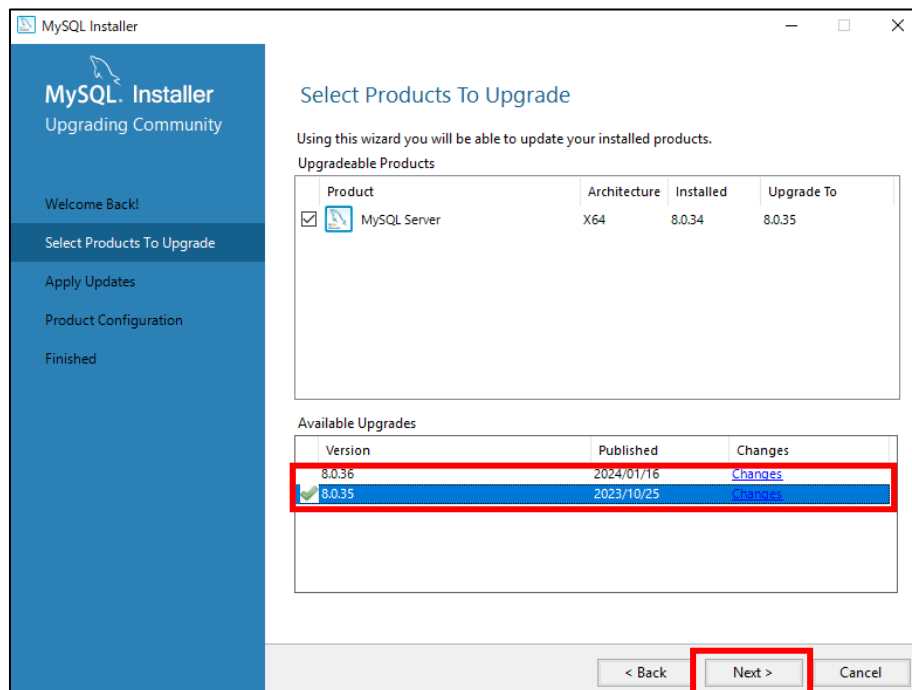 MySQL Installer
MySQL. Installer
Upgrading Community
Welcome Back!
Select Products To Upgrade
Apply Updates
Product Configuration
Finished
Select Products To Upgrade
Using this wizard you will be able to update your installed products.
Upgradeable Products
Product Architecture Installed Upgrade To
MySQL Server X64 8.0.34 8.0.35
Available Upgrades
Version Published Changes
8.0.36 2024/01/16 Changes
8.0.35 2023/10/25 Changes
< Back Next > Cancel